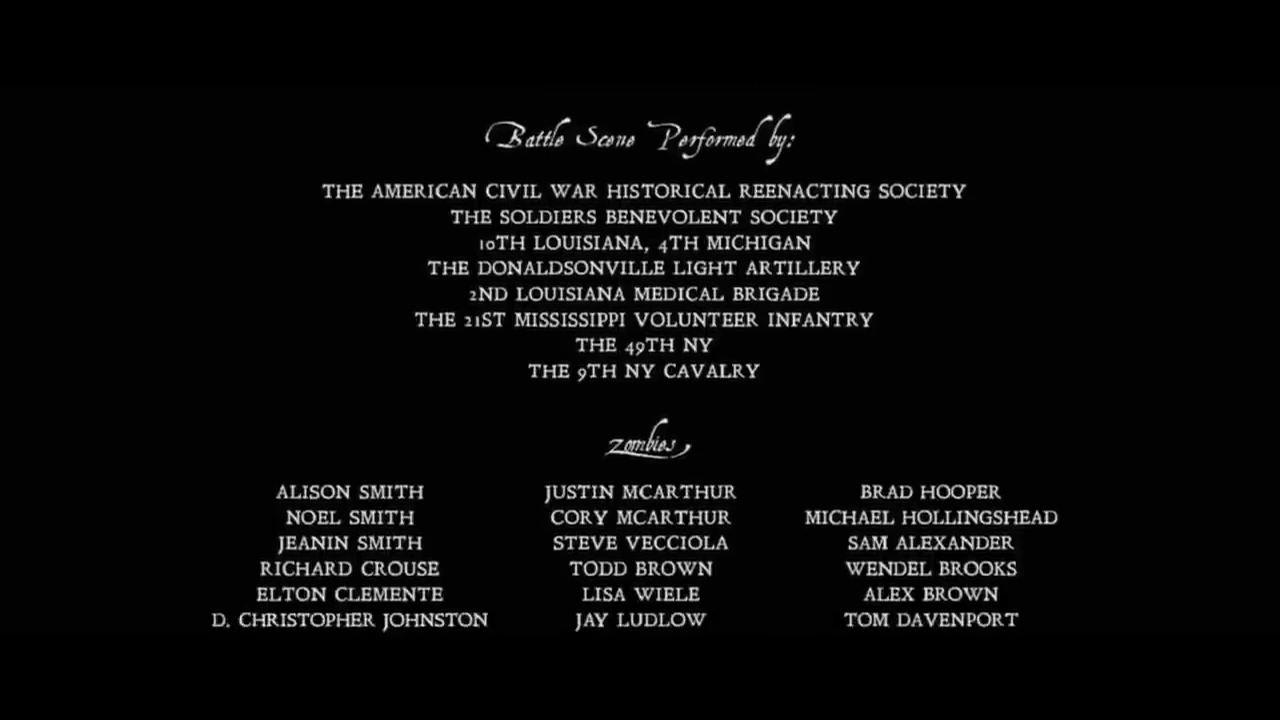 Battle Scene Performed by:
THE AMERICAN CIVIL WAR HISTORICAL REENACTING SOCIETY
THE SOLDIERS BENEVOLENT SOCIETY
10TH LOUISIANA, 4TH MICHIGAN
THE DONALDSONVILLE LIGHT ARTILLERY
2ND LOUISIANA MEDICAL BRIGADE
THE 21ST MISSISSIPPI VOLUNTEER INFANTRY
THE 49TH NY
THE 9TH NY CAVALRY
zombies
ALISON SMITH JUSTIN MCARTHUR BRAD HOOPER
NOEL SMITH CORY MCARTHUR MICHAEL HOLLINGSHEAD
JEANIN SMITH STEVE VECCIOLA SAM ALEXANDER
RICHARD CROUSE TODD BROWN WENDEL BROOKS
ELTON CLEMENTE LISA WIELE ALEX BROWN
D. CHRISTOPHER JOHNSTON JAY LUDLOW TOM DAVENPORT